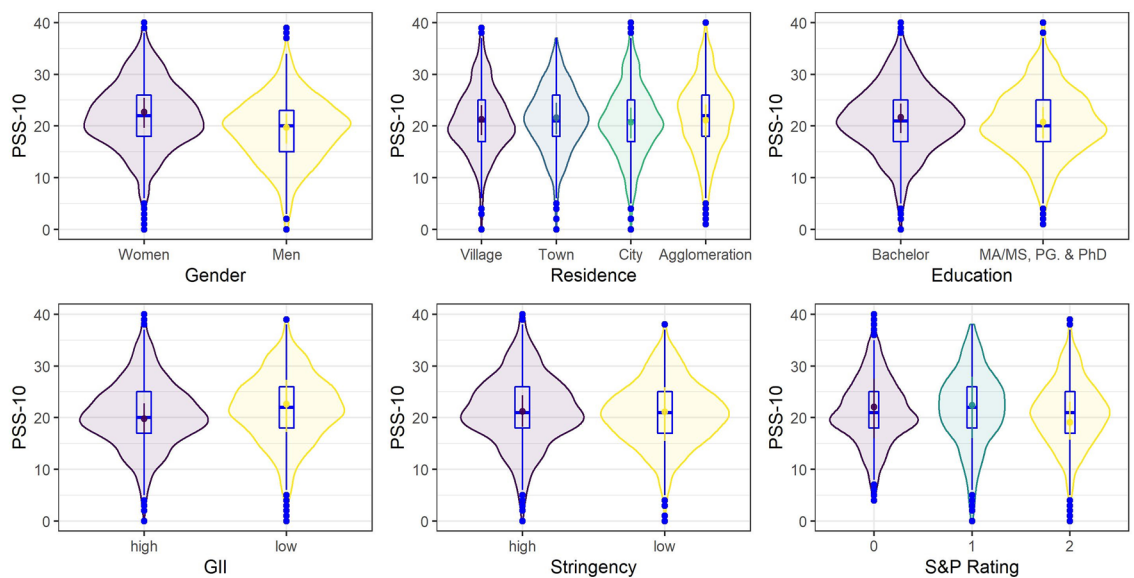 40
30
20
10
0
PSS-10
Women
Men
Gender
40
30
20
10
0
PSS-10
Village
Town
City
Agglomeration
Residence
40
30
20
10
0
PSS-10
Bachelor
MA/MS, PG. & PhD
Education
40
30
20
10
0
PSS-10
high
low
GII
40
30
20
10
0
PSS-10
high
low
Stringency
40
30
20
10
0
PSS-10
0
1
2
S&P Rating